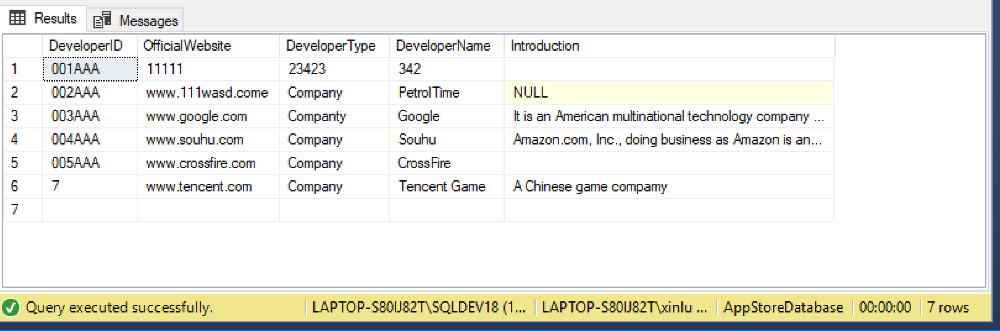 Results Messages
DeveloperID OfficialWebsite DeveloperType DeveloperName Introduction
1 001AAA 11111 23423 342
2 002AAA www.111wasd.come Company PetrolTime NULL
3 003AAA www.google.com Companty Google It is an American multinational technology company ...
4 004AAA www.souhu.com Company Souhu Amazon.com, Inc., doing business as Amazon is an...
5 005AAA www.crossfire.com Company CrossFire
6 7 www.tencent.com Company Tencent Game A Chinese game compamy
7
Query executed successfully. LAPTOP-S80IJ82T\SQLDEV18 (1... LAPTOP-S80IJ82T\xinlu ... AppStoreDatabase 00:00:00 7 rows